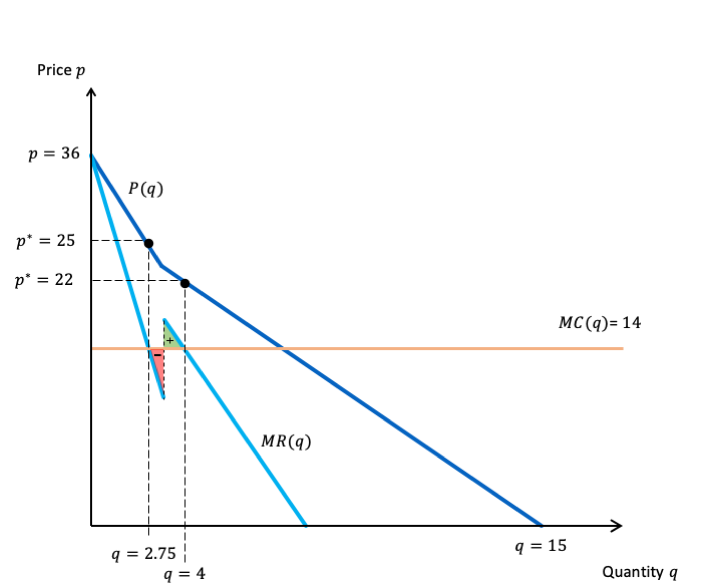 Price p
p = 36
P(q)
p* = 25
p* = 22
MC(q)= 14
+
−
MR(q)
q = 2.75
q = 15
q = 4
Quantity q